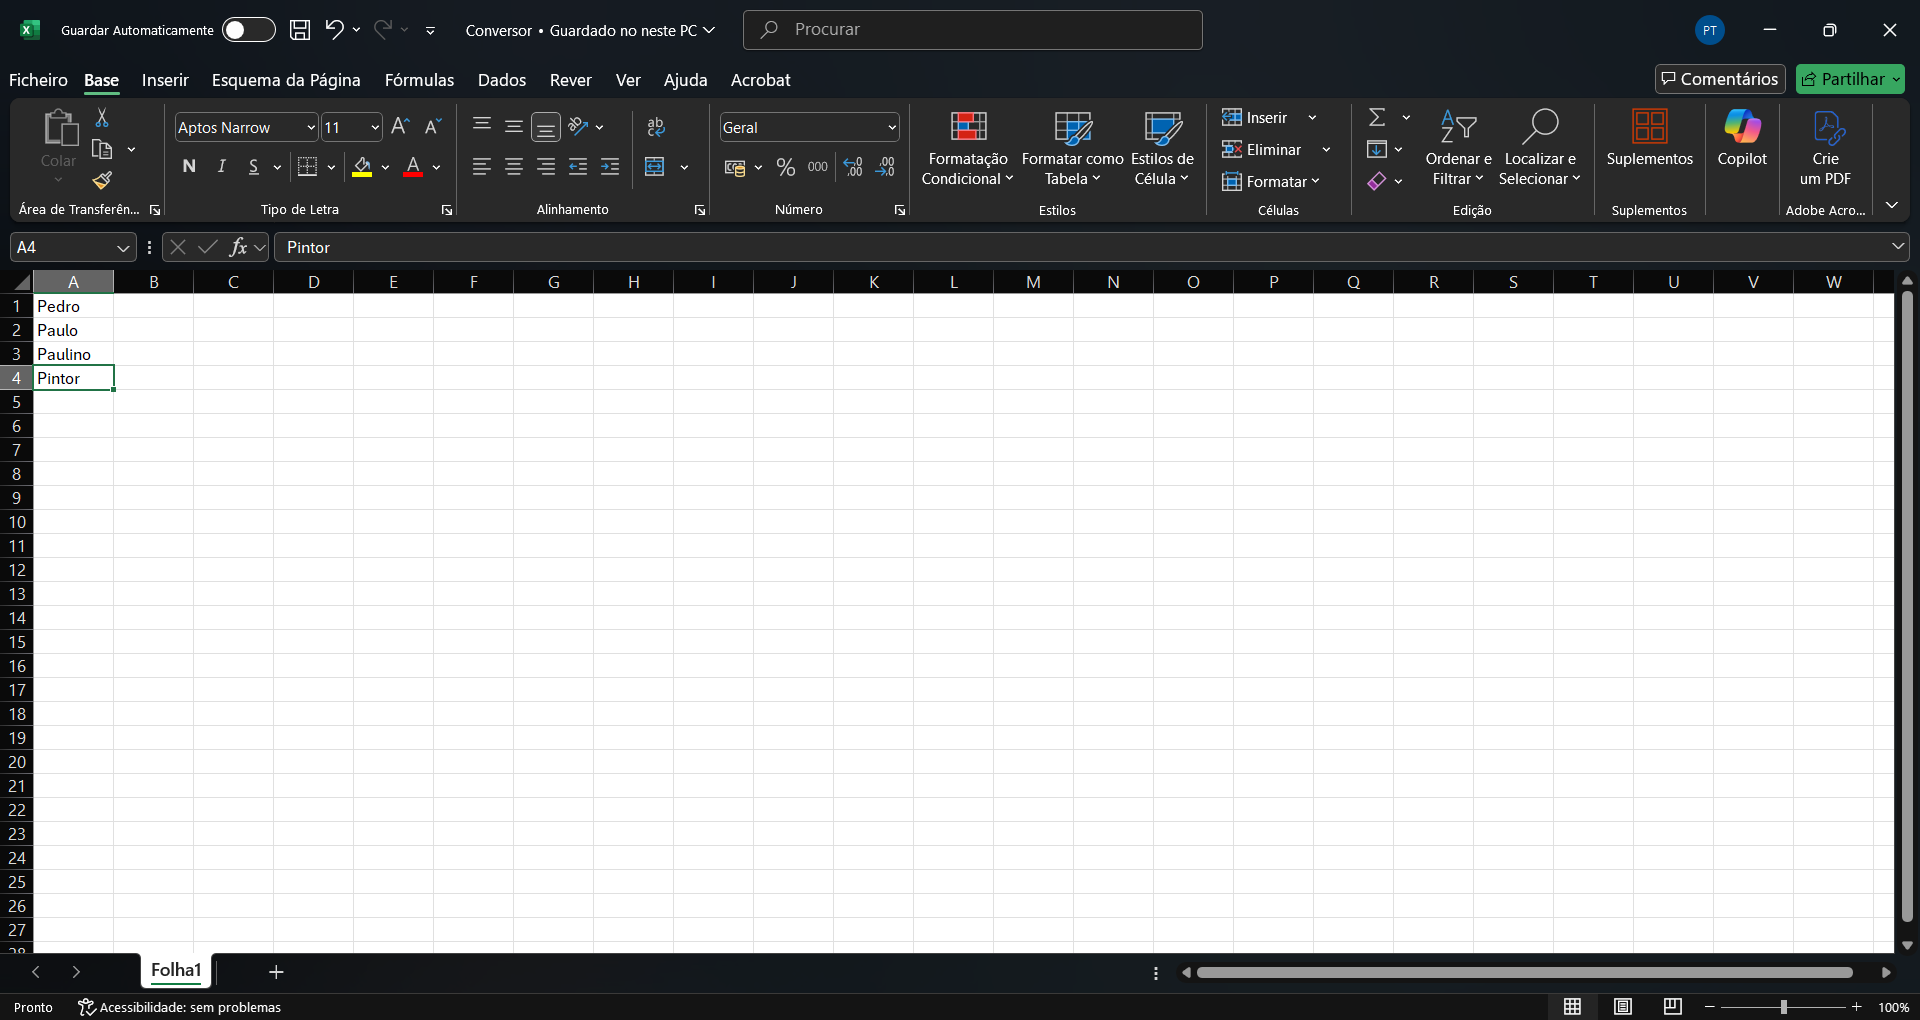 Guardar Automaticamente
Conversor • Guardado no neste PC
Procurar
PT
Ficheiro Base Inserir Esquema da Página Fórmulas Dados Rever Ver Ajuda Acrobat
Comentários Partilhar
Colar
Área de Transferên...
Aptos Narrow 11
N I S
Tipo de Letra
ab
Alinhamento
Geral
% 000 ,00
Número
Formatação Condicional
Formatar como Tabela
Estilos de Célula
Estilos
Inserir
Eliminar
Formatar
Células
Ordenar e Filtrar
Localizar e Selecionar
Edição
Suplementos
Suplementos
Copilot
Crie um PDF
Adobe Acro...
A4 fx Pintor
A B C D E F G H I J K L M N O P Q R S T U V W
1 Pedro
2 Paulo
3 Paulino
4 Pintor
5
6
7
8
9
10
11
12
13
14
15
16
17
18
19
20
21
22
23
24
25
26
27
28
Folha1
Pronto Acessibilidade: sem problemas 100%